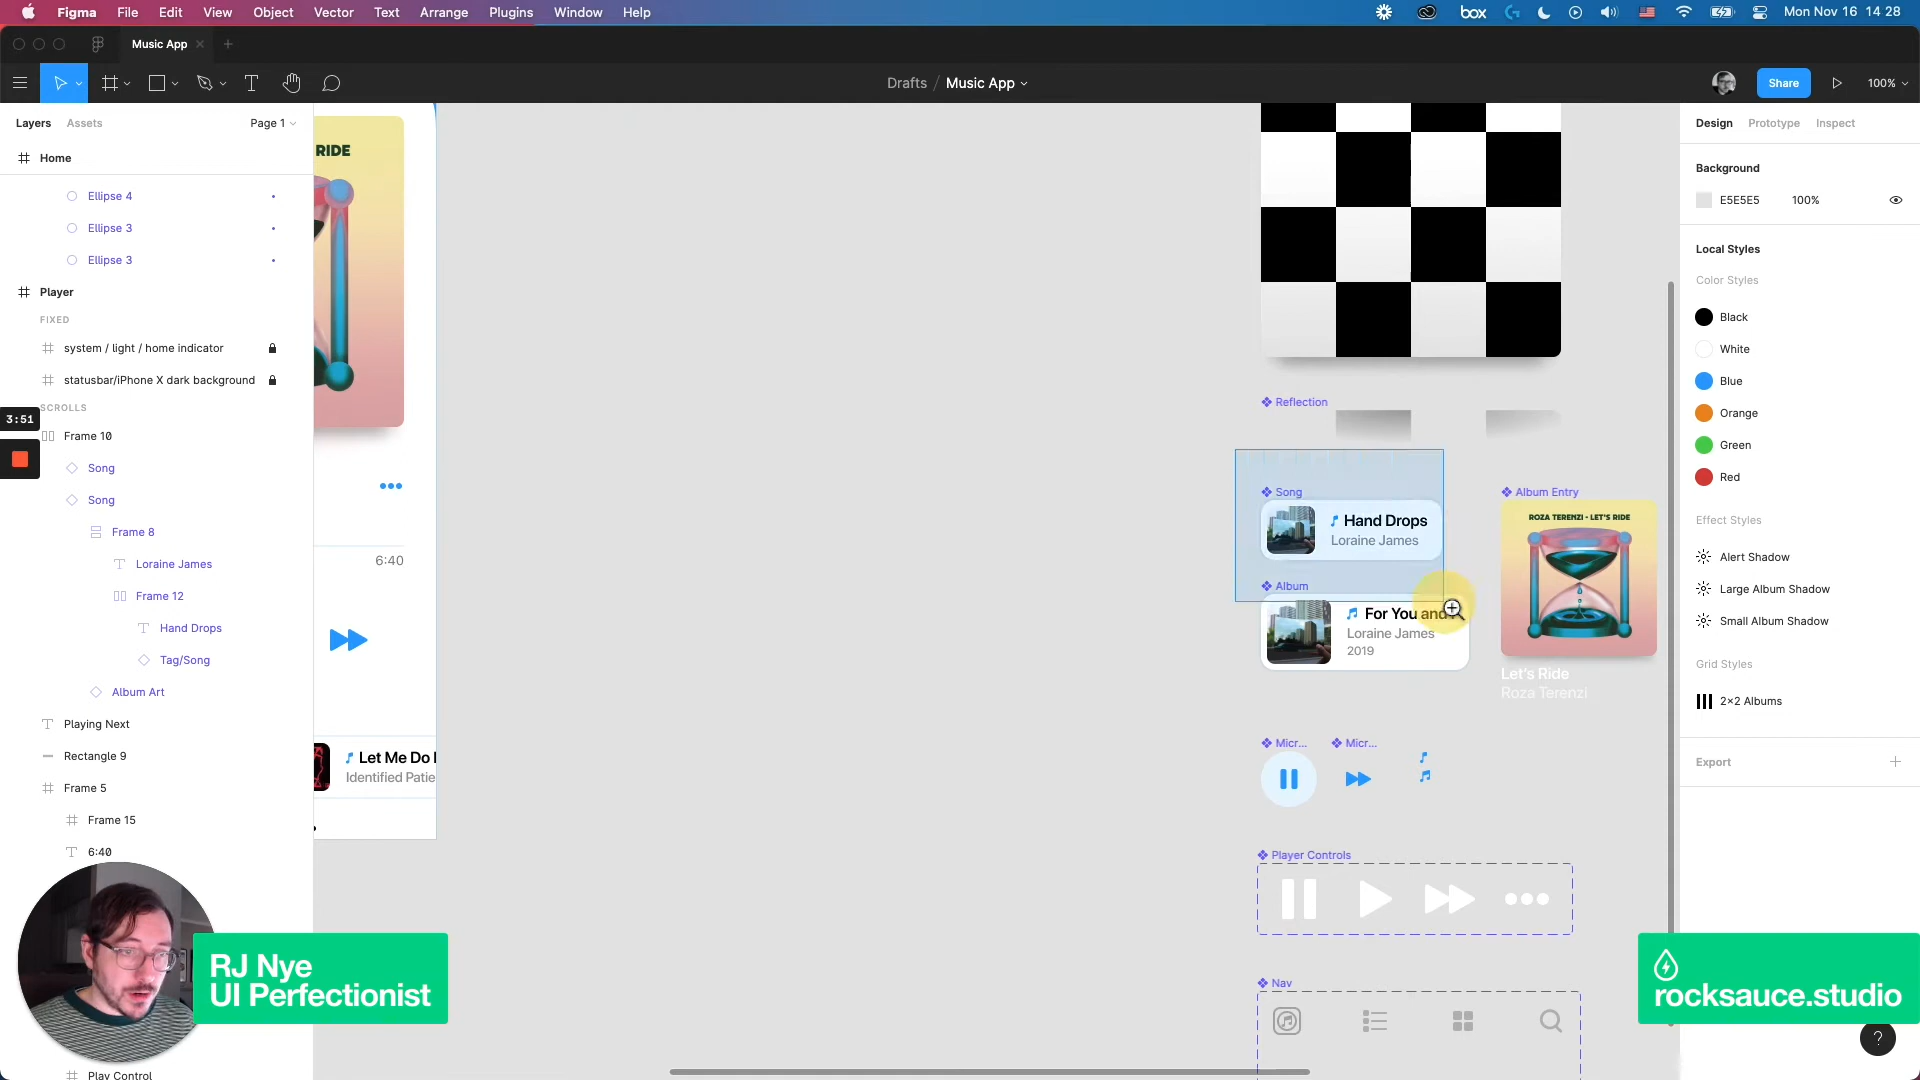 Figma File Edit View Object Vector Text Arrange Plugins Window Help
box
Mon Nov 16 14 28
Music App
Drafts / Music App
Share
100%
Layers Assets
Page 1
Design Prototype Inspect
Home
Ellipse 4
Ellipse 3
Ellipse 3
Player
FIXED
system / light / home indicator
statusbar/iPhone X dark background
SCROLLS
3:51
Frame 10
Song
Song
Frame 8
Loraine James
Frame 12
Hand Drops
Tag/Song
Album Art
Playing Next
Rectangle 9
Frame 5
Frame 15
6:40
Play Control
RIDE
6:40
Let Me Do
Identified Patie
Reflection
Song
Hand Drops
Loraine James
Album
For You and
Loraine James
2019
Album Entry
ROZA TERENZI - LET'S RIDE
Let's Ride
Roza Terenzi
Micr...
Micr...
Player Controls
Nav
Background
E5E5E5 100%
Local Styles
Color Styles
Black
White
Blue
Orange
Green
Red
Effect Styles
Alert Shadow
Large Album Shadow
Small Album Shadow
Grid Styles
2×2 Albums
Export
RJ Nye
UI Perfectionist
rocksauce.studio
?